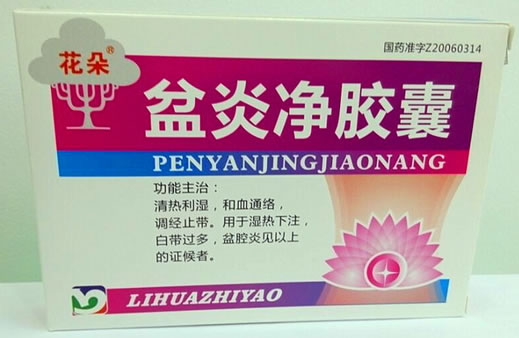 花朵®
国药准字Z20060314
盆炎净胶囊
PENYANJINGJIAONANG
功能主治：
清热利湿，和血通络，
调经止带。用于湿热下注，
白带过多，盆腔炎见以上
的证候者。
LIHUAZHIYAO